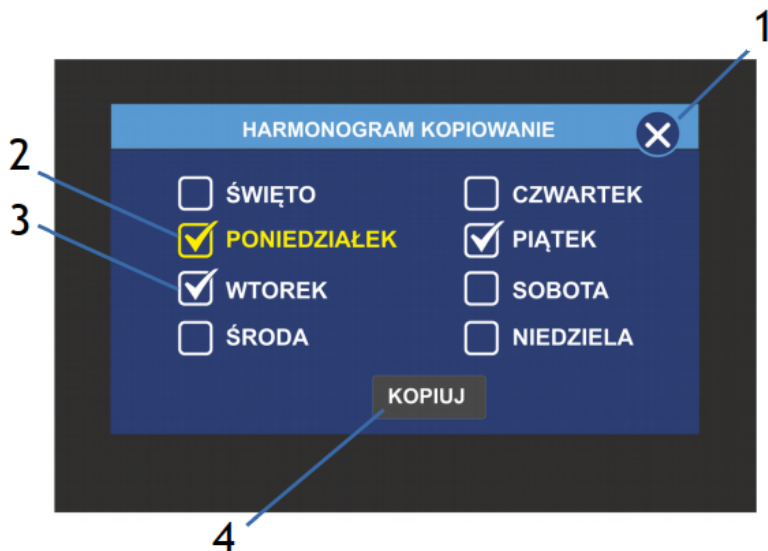 1
HARMONOGRAM KOPIOWANIE
2
3
ŚWIĘTO
PONIEDZIAŁEK
WTOREK
ŚRODA
CZWARTEK
PIĄTEK
SOBOTA
NIEDZIELA
KOPIUJ
4